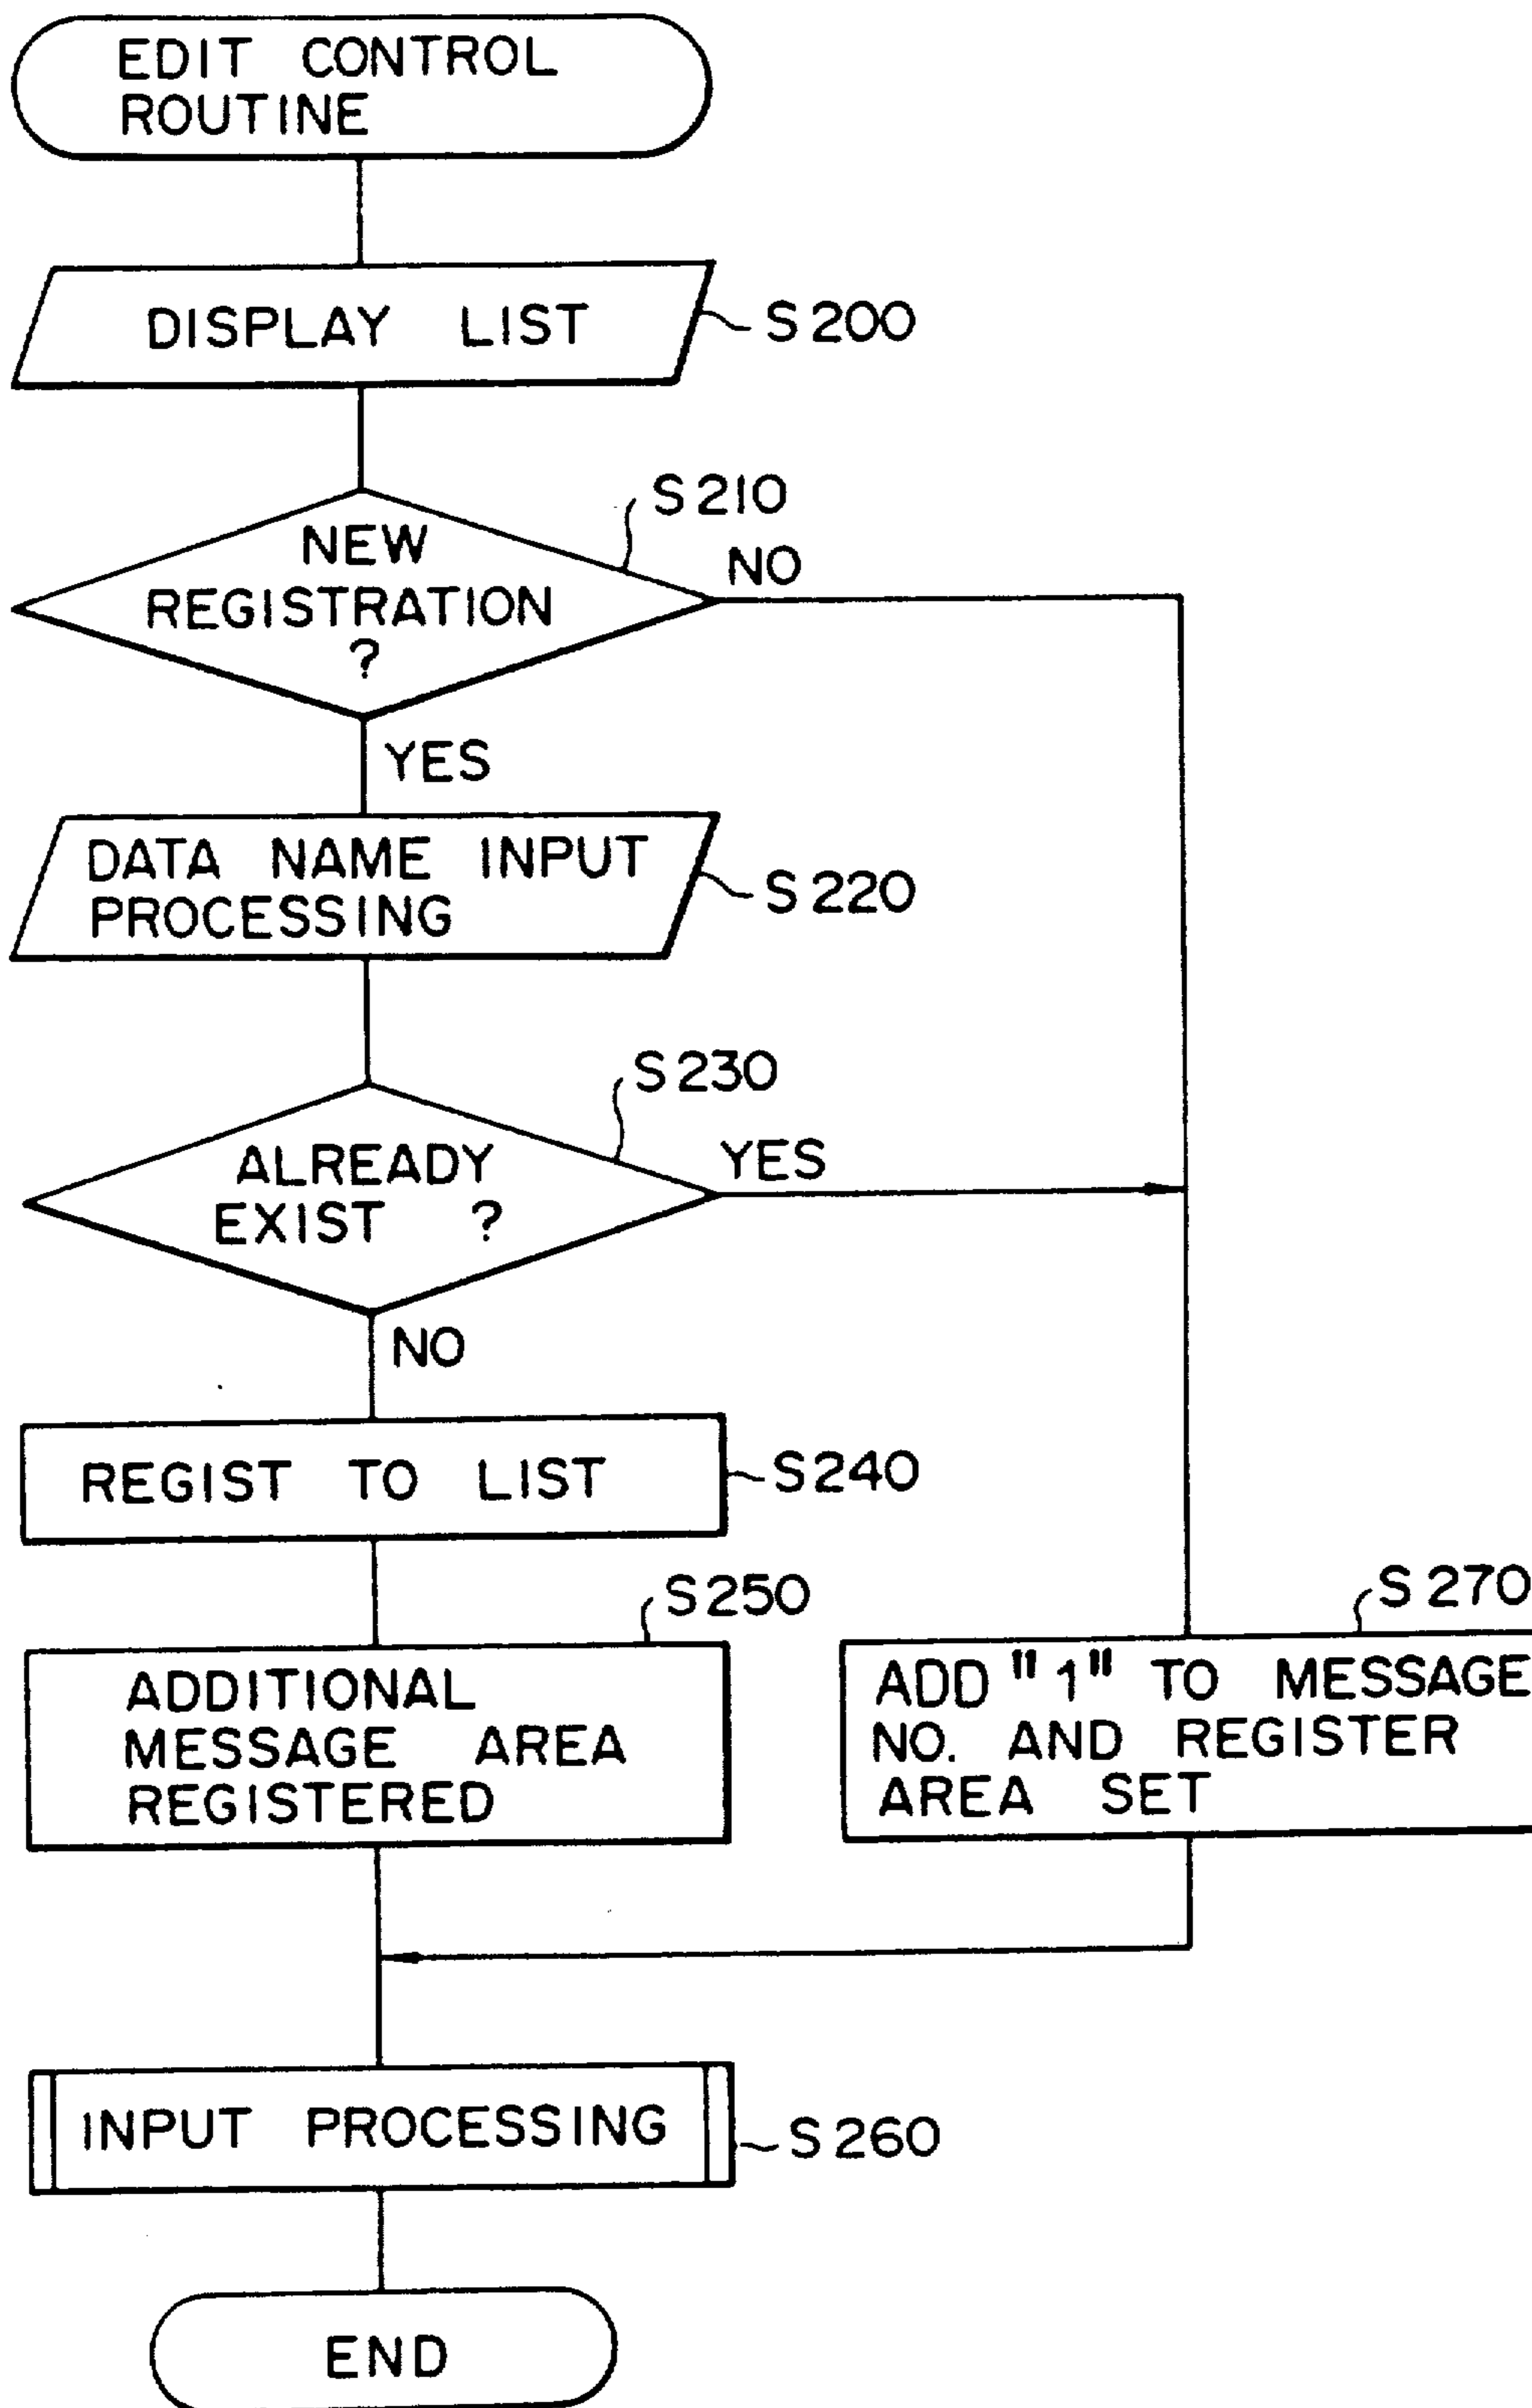 EDIT CONTROL
ROUTINE
DISPLAY LIST
S200
S210
NEW
REGISTRATION
?
NO
YES
DATA NAME INPUT
PROCESSING
S220
S230
ALREADY
EXIST ?
YES
NO
REGIST TO LIST
S240
S250
ADDITIONAL
MESSAGE AREA
REGISTERED
S270
ADD "1" TO MESSAGE
NO. AND REGISTER
AREA SET
INPUT PROCESSING
S260
END